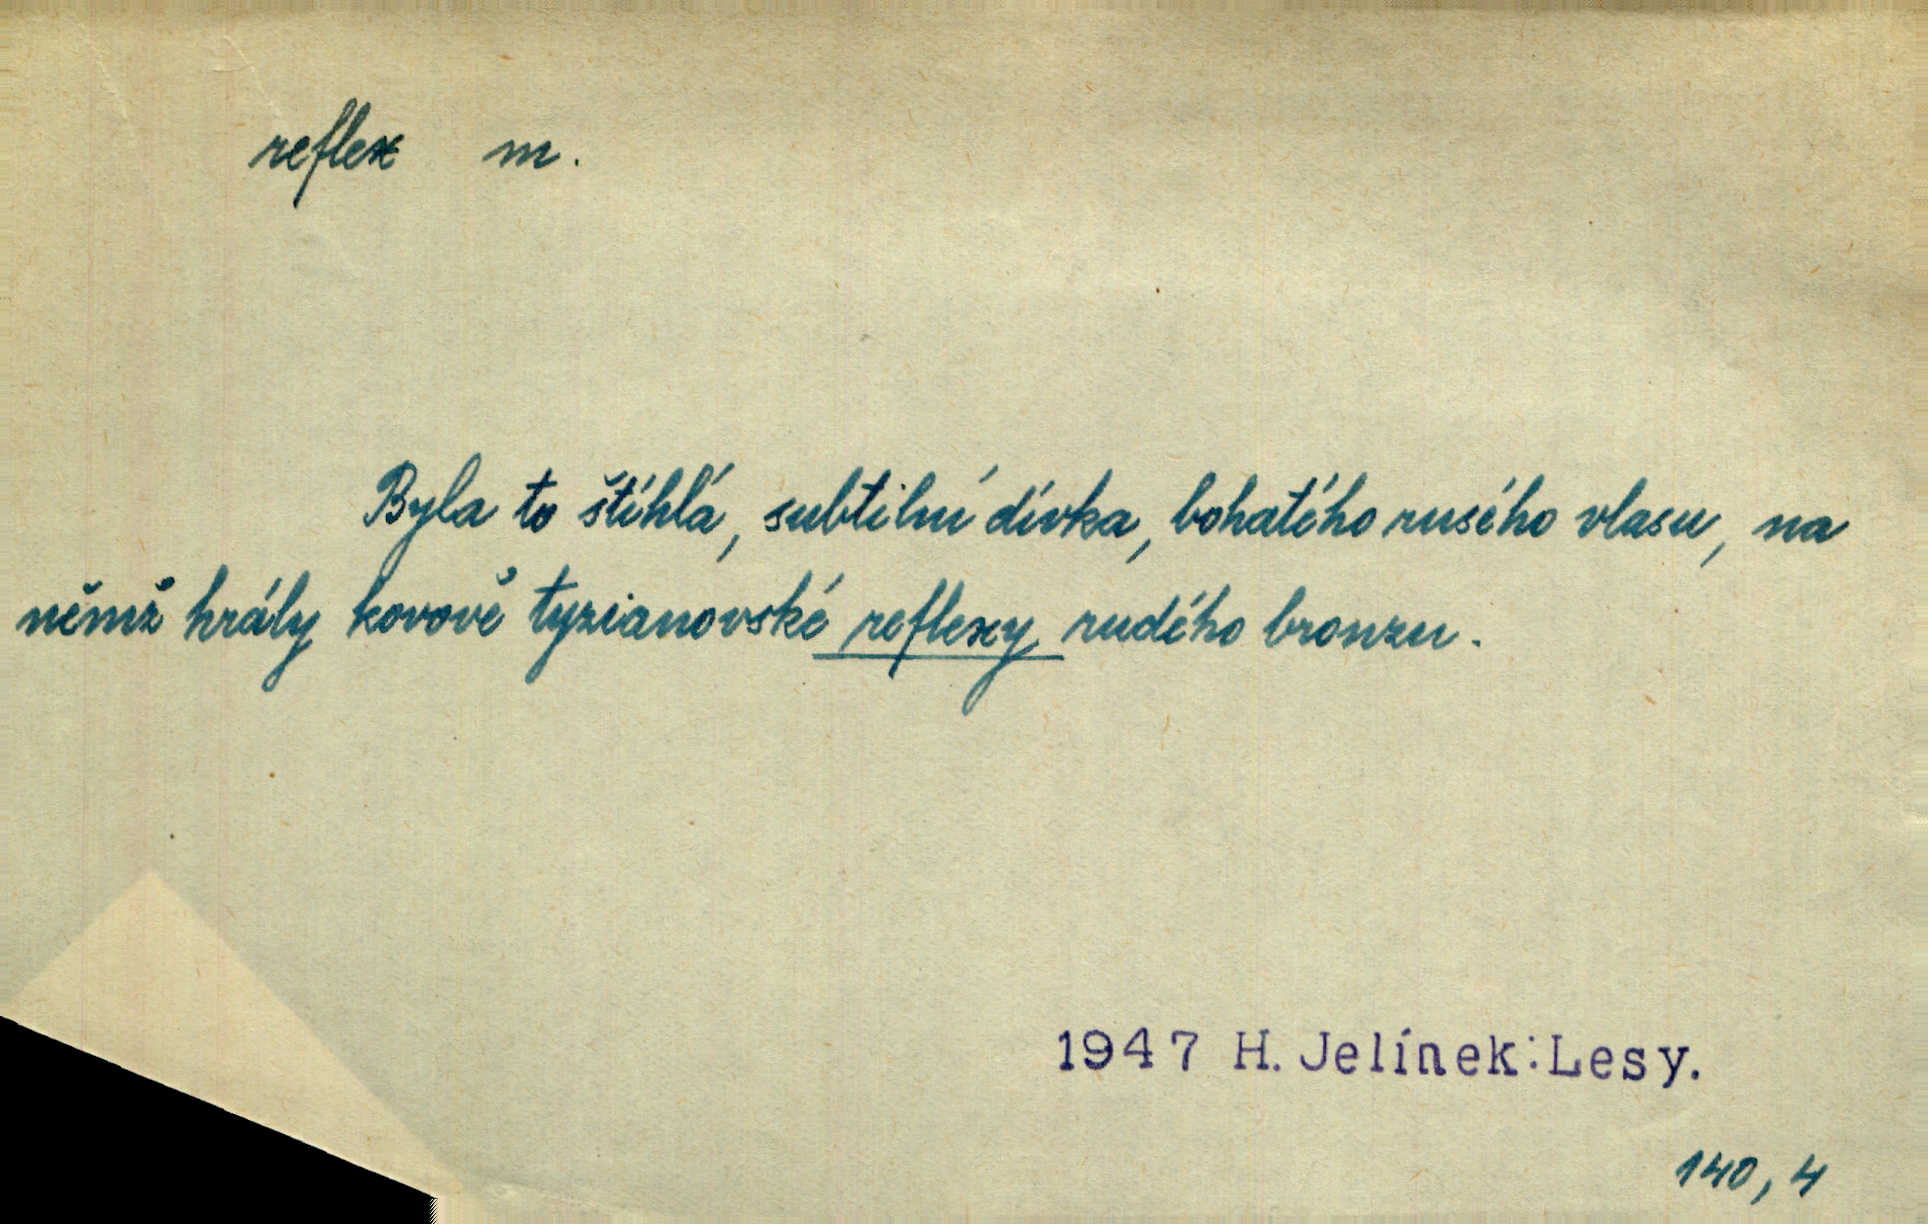 reflex m.
Byla to štíhlá, subtilní dívka, bohatého rusého vlasu, na
němž hrály kovově tyzianovské reflexy rudého bronzu.
1947 H. Jelínek: Lesy.
140, 4